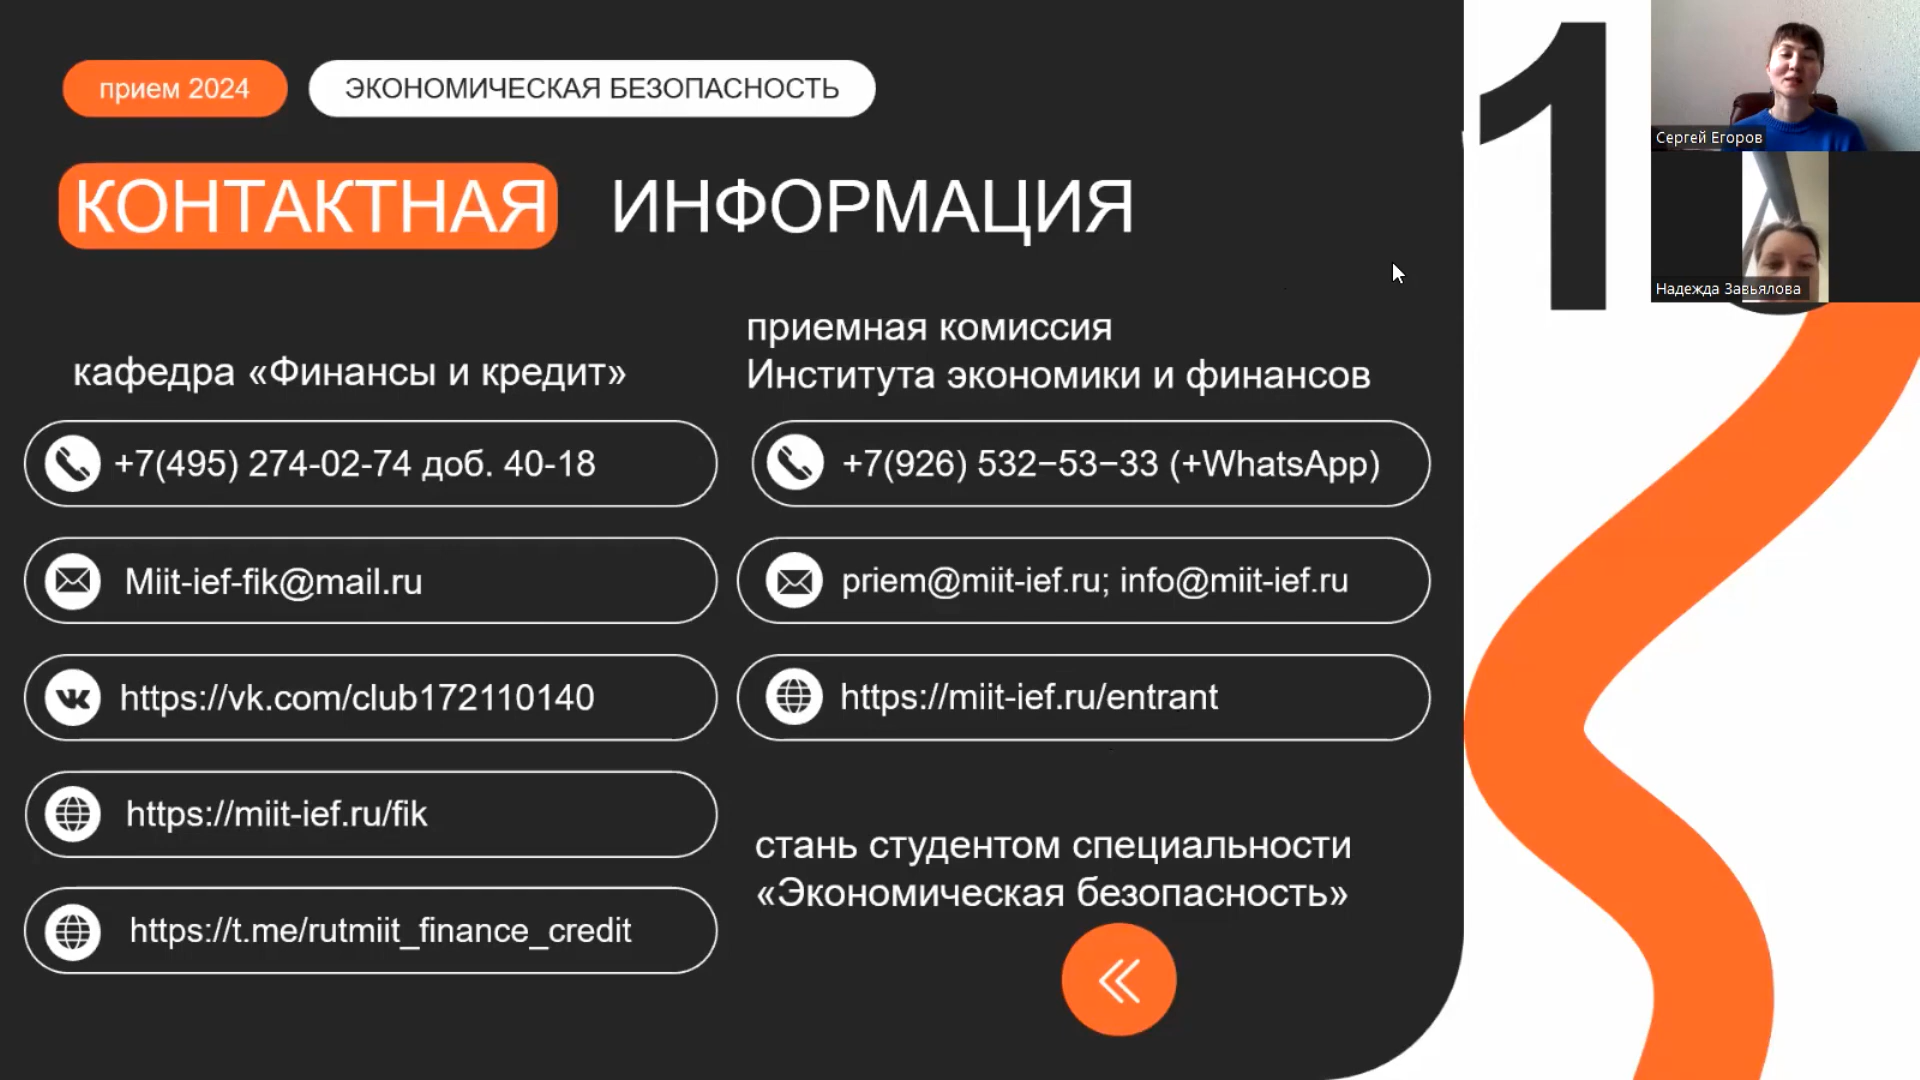 прием 2024
ЭКОНОМИЧЕСКАЯ БЕЗОПАСНОСТЬ
КОНТАКТНАЯ ИНФОРМАЦИЯ
кафедра «Финансы и кредит»
+7(495) 274-02-74 доб. 40-18
Miit-ief-fik@mail.ru
https://vk.com/club172110140
https://miit-ief.ru/fik
https://t.me/rutmiit_finance_credit
приемная комиссия
Института экономики и финансов
+7(926) 532−53−33 (+WhatsApp)
priem@miit-ief.ru; info@miit-ief.ru
https://miit-ief.ru/entrant
стань студентом специальности
«Экономическая безопасность»
1
Сергей Егоров
Надежда Завьялова